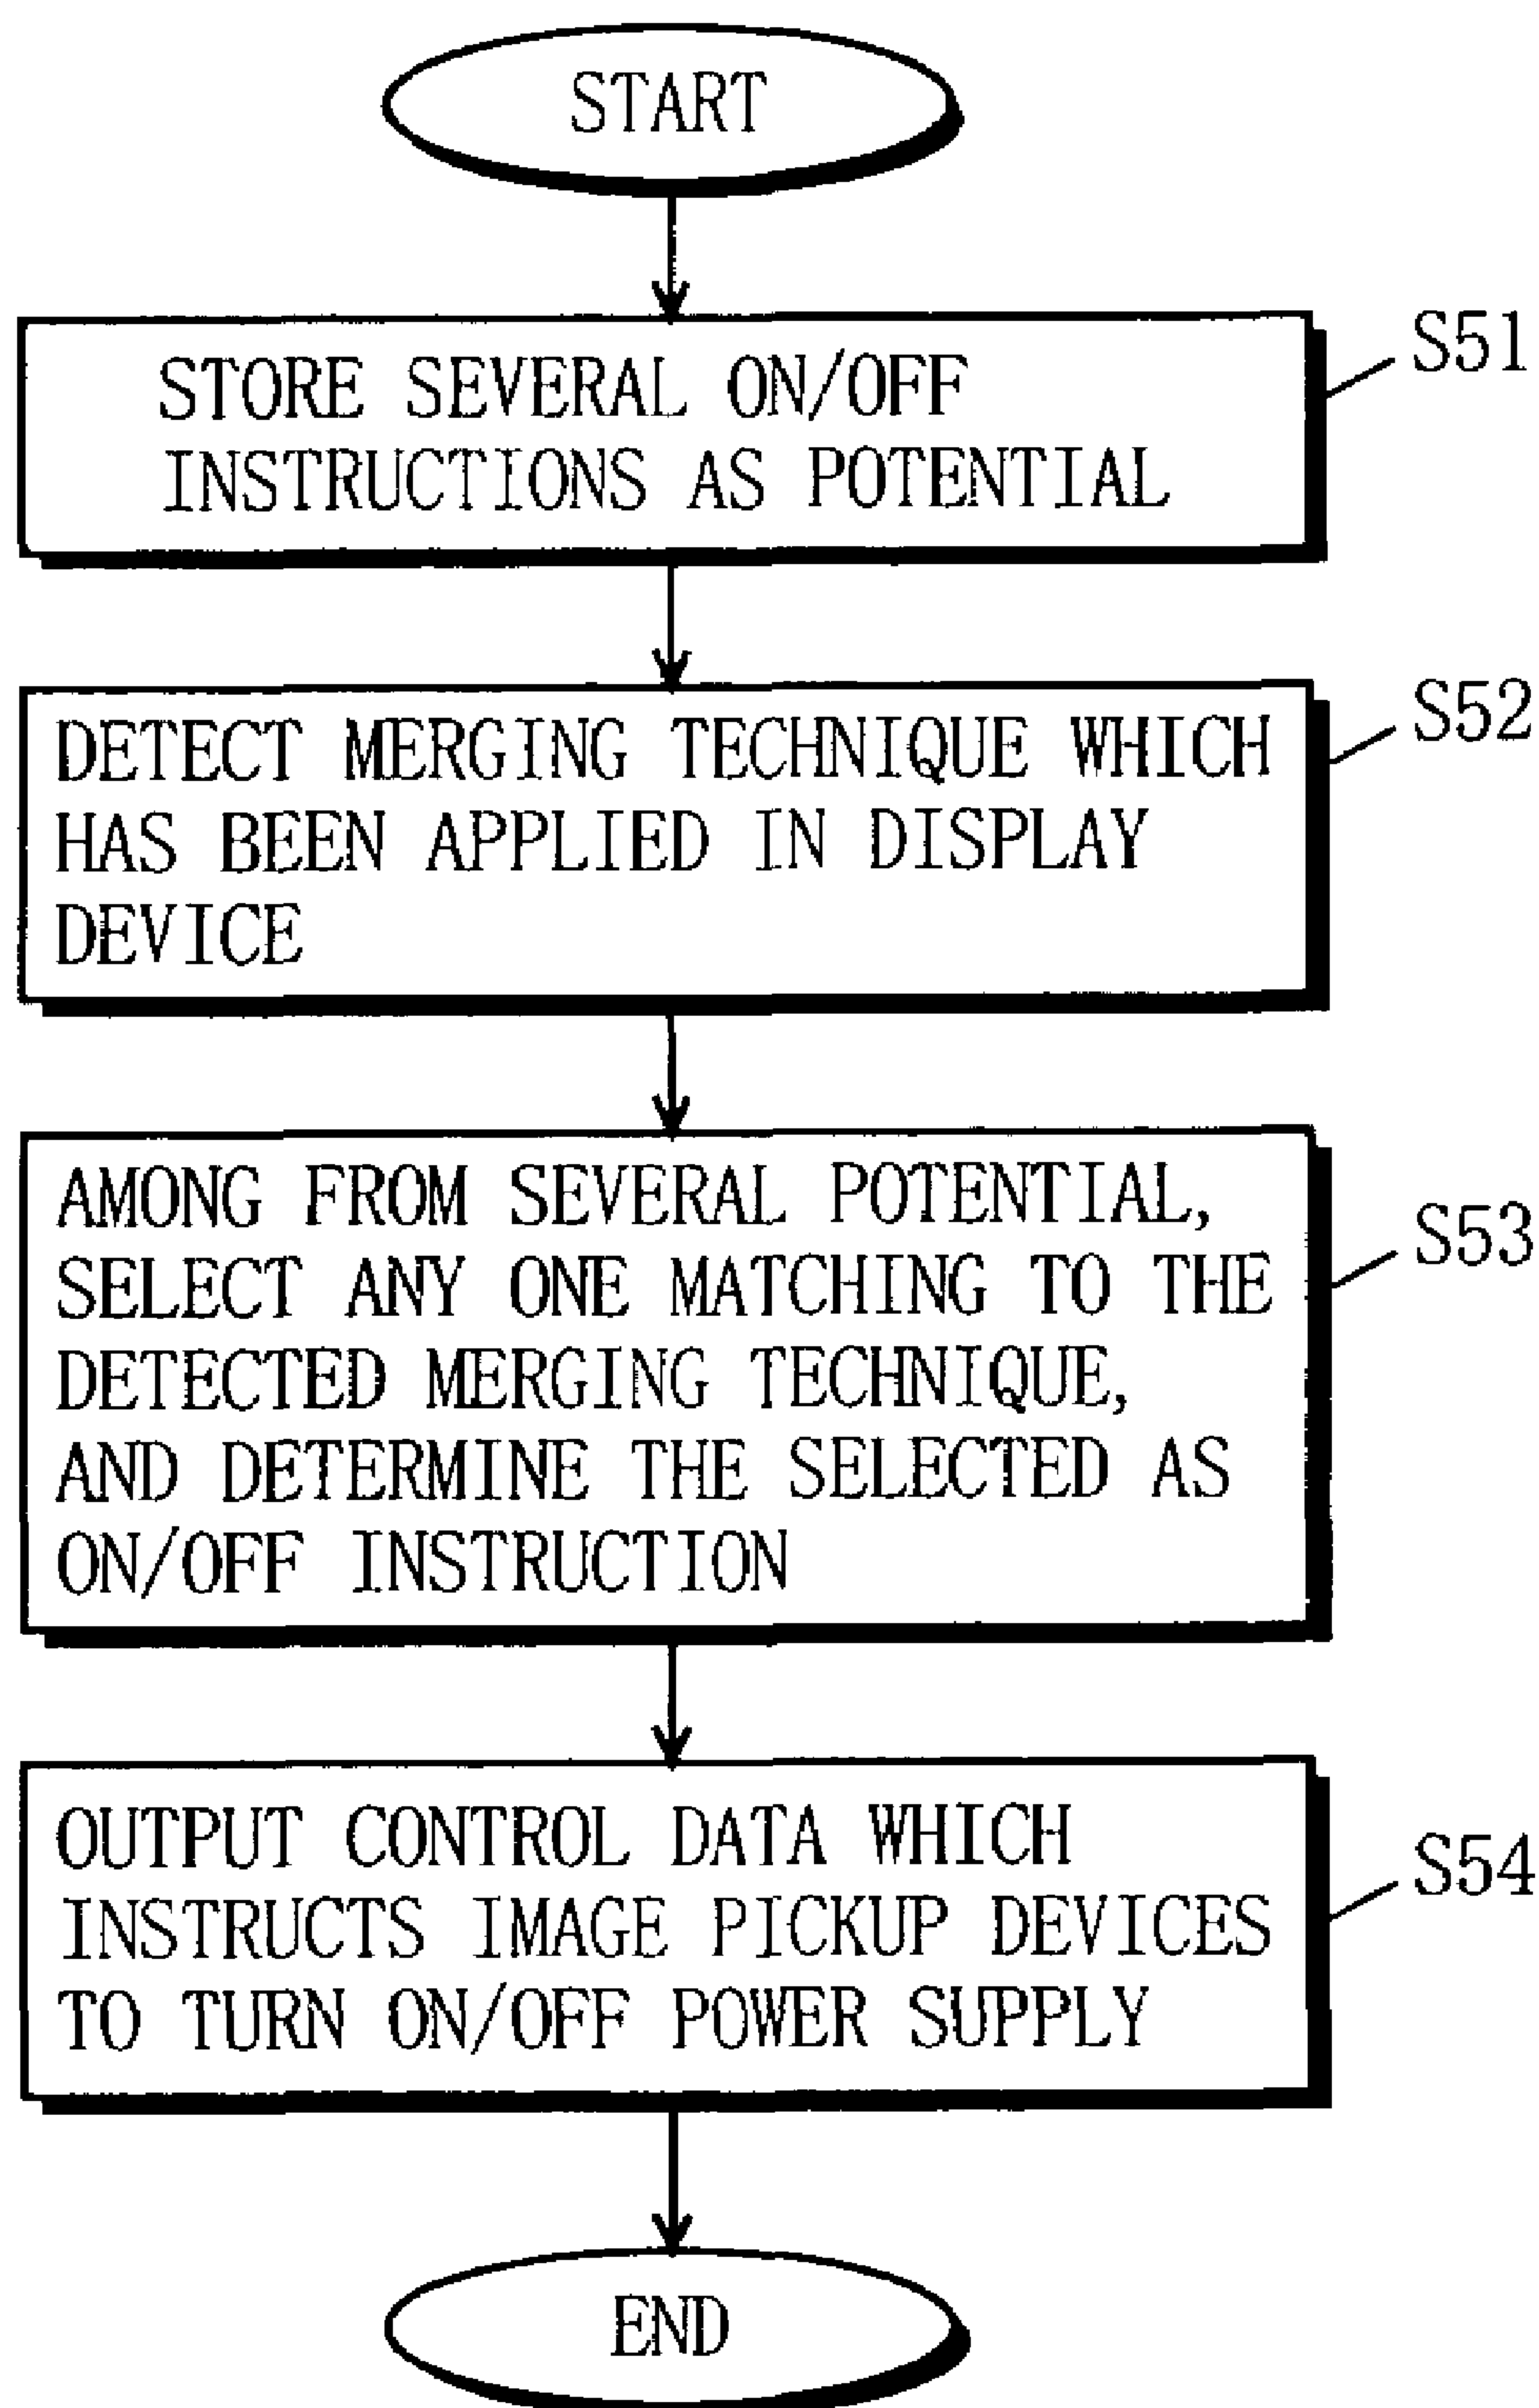 START
S51
STORE SEVERAL ON/OFF
INSTRUCTIONS AS POTENTIAL
S52
DETECT MERGING TECHNIQUE WHICH
HAS BEEN APPLIED IN DISPLAY
DEVICE
S53
AMONG FROM SEVERAL POTENTIAL,
SELECT ANY ONE MATCHING TO THE
DETECTED MERGING TECHNIQUE,
AND DETERMINE THE SELECTED AS
ON/OFF INSTRUCTION
S54
OUTPUT CONTROL DATA WHICH
INSTRUCTS IMAGE PICKUP DEVICES
TO TURN ON/OFF POWER SUPPLY
END